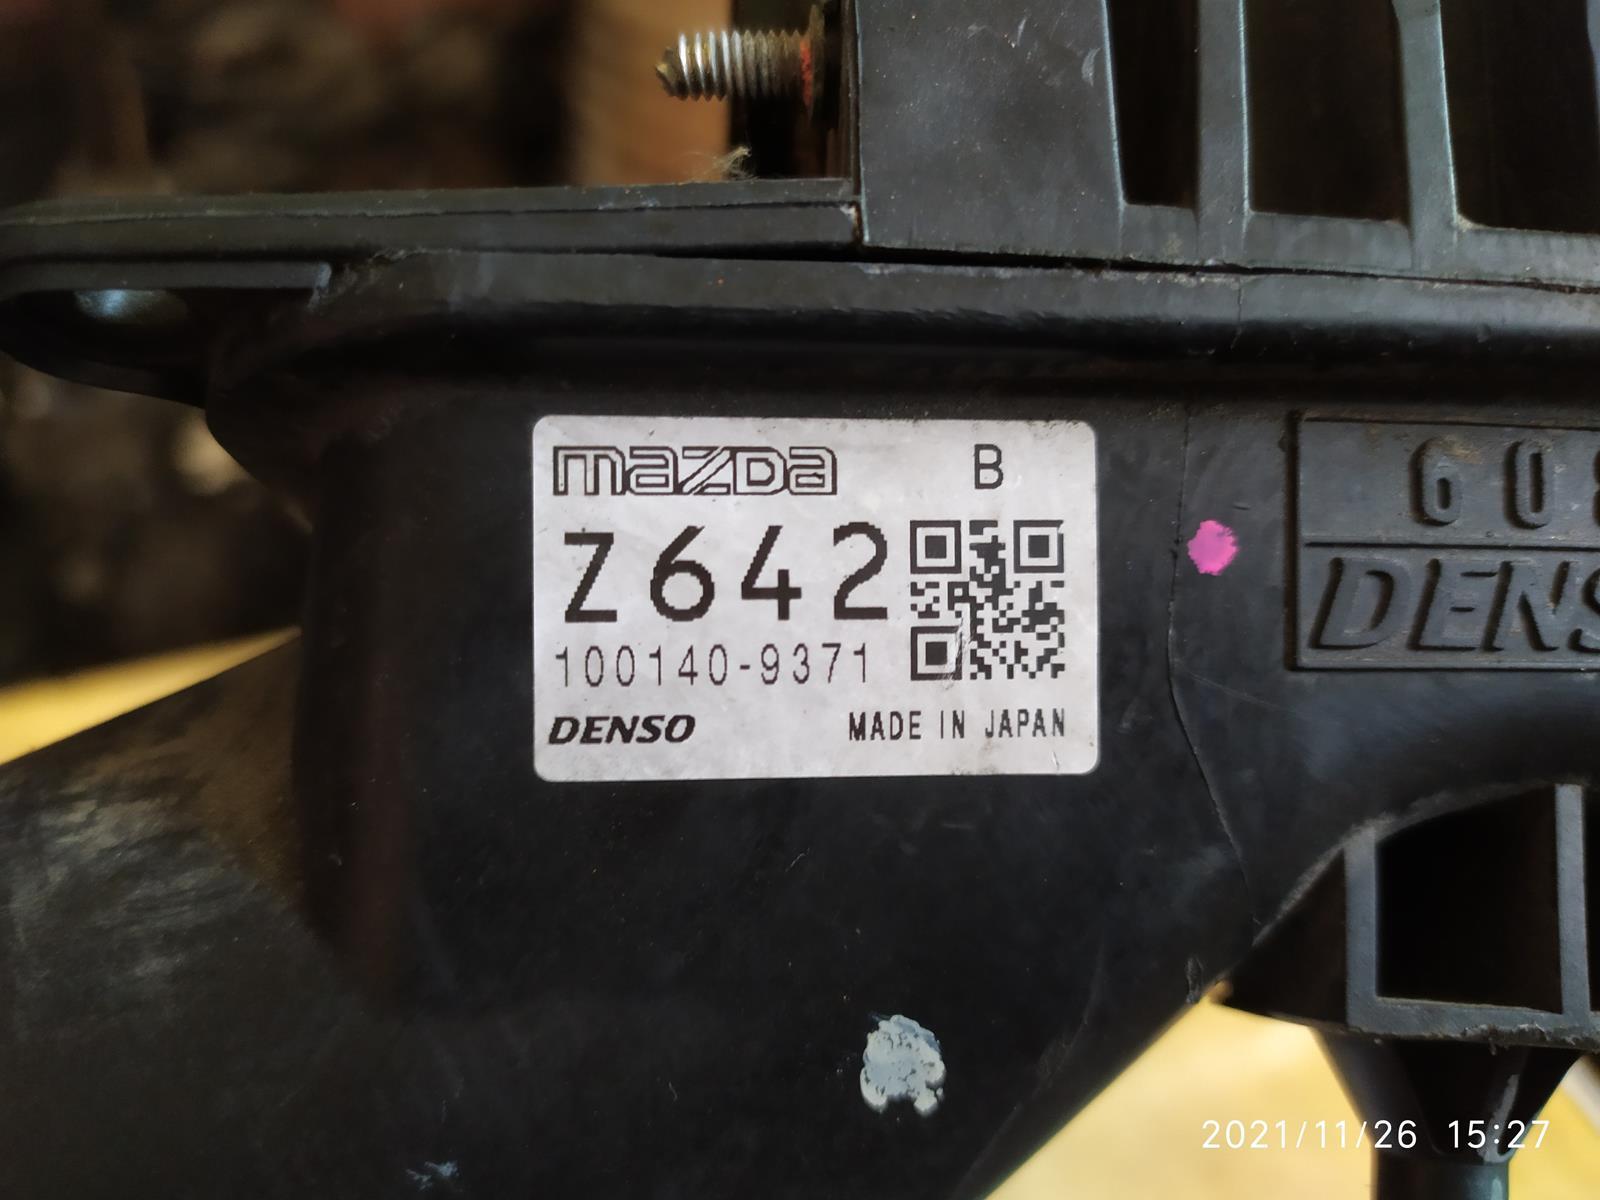 mazda B
Z642
100140-9371
DENSO MADE IN JAPAN
60
DENS
2021/11/26 15:27